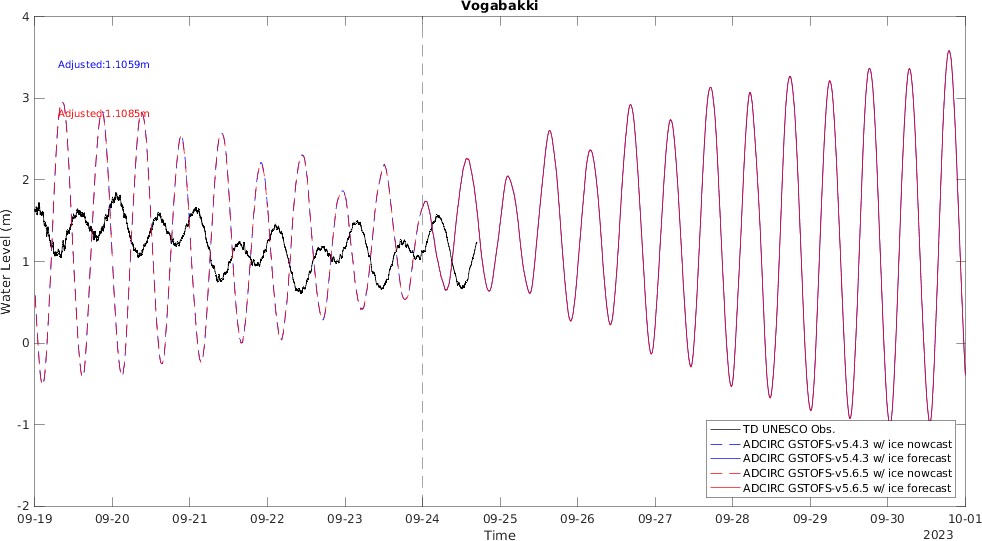 Vogabakki
4
3
2
1
0
-1
-2
Water Level (m)
Adjusted:1.1059m
Adjusted:1.1085m
TD UNESCO Obs.
ADCIRC GSTOFS-v5.4.3 w/ ice nowcast
ADCIRC GSTOFS-v5.4.3 w/ ice forecast
ADCIRC GSTOFS-v5.6.5 w/ ice nowcast
ADCIRC GSTOFS-v5.6.5 w/ ice forecast
09-19 09-20 09-21 09-22 09-23 09-24 09-25 09-26 09-27 09-28 09-29 09-30 10-01
Time
2023